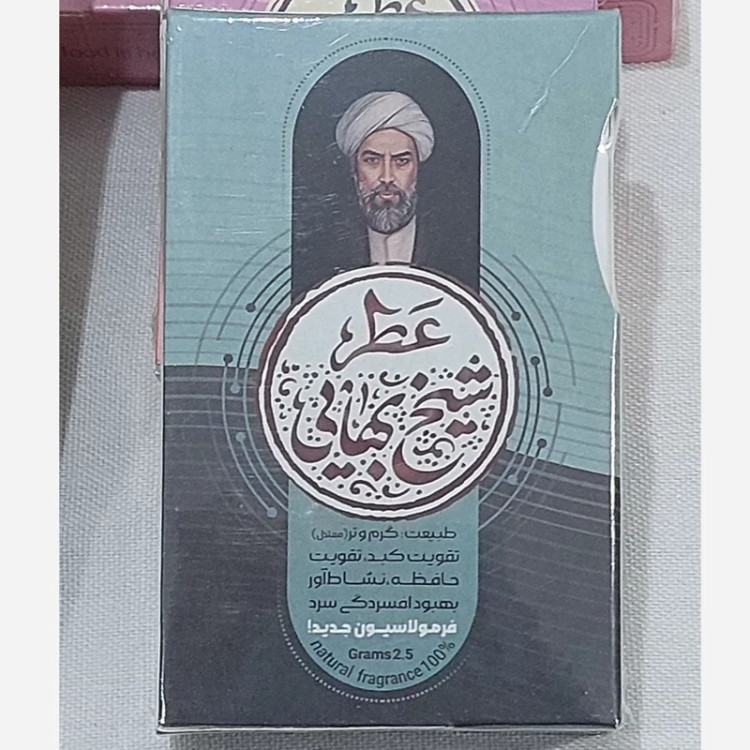 عطر
شیخ بهایی
طبیعت: گرم و تر (معتدل)
تقویت کبد، تقویت
حافظه، نشاط‌آور
بهبود افسردگے سرد
فرمولاسیون جدید!
Grams 2.5
natural fragrance 100%